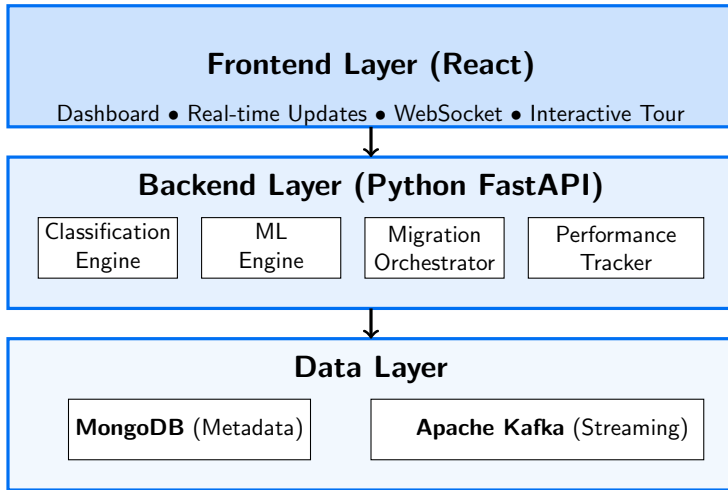 Frontend Layer (React)
Dashboard • Real-time Updates • WebSocket • Interactive Tour
Backend Layer (Python FastAPI)
Classification
Engine
ML
Engine
Migration
Orchestrator
Performance
Tracker
Data Layer
MongoDB (Metadata)
Apache Kafka (Streaming)